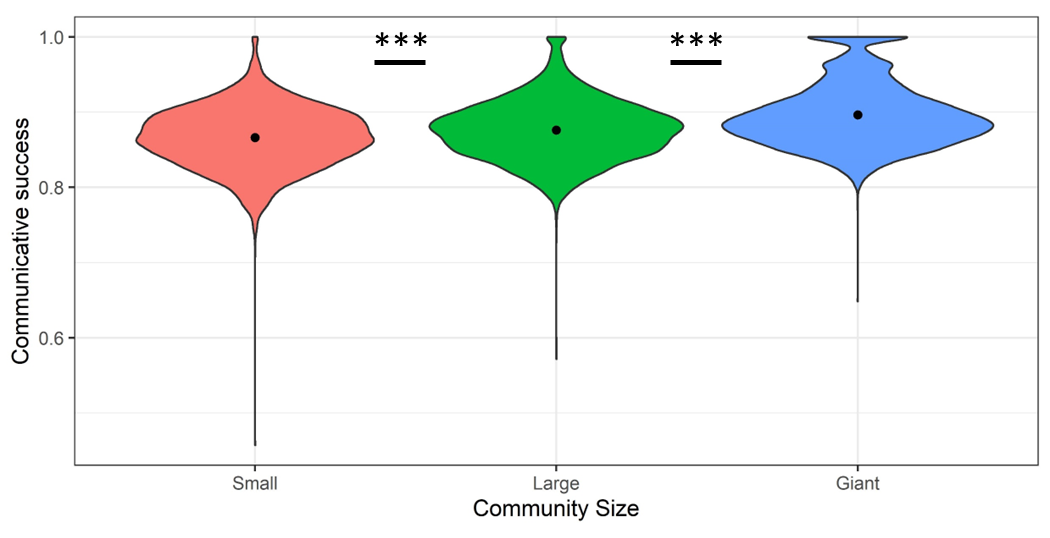 1.0
*** ***
0.8
0.6
Communicative success
Small Large Giant
Community Size